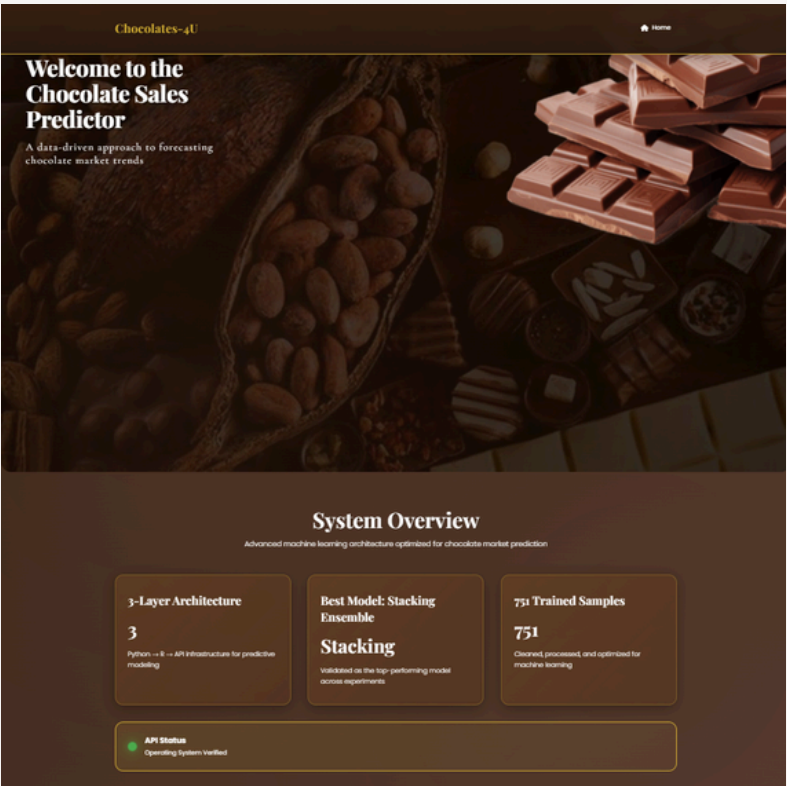 Chocolates-4U
Home
Welcome to the
Chocolate Sales
Predictor
A data-driven approach to forecasting
chocolate market trends
System Overview
Advanced machine learning architecture optimized for chocolate market prediction
3-Layer Architecture
3
Python → R → API infrastructure for predictive
modeling
Best Model: Stacking
Ensemble
Stacking
Validated as the top-performing model
across experiments
751 Trained Samples
751
Cleaned, processed, and optimized for
machine learning
API Status
Operating System Verified